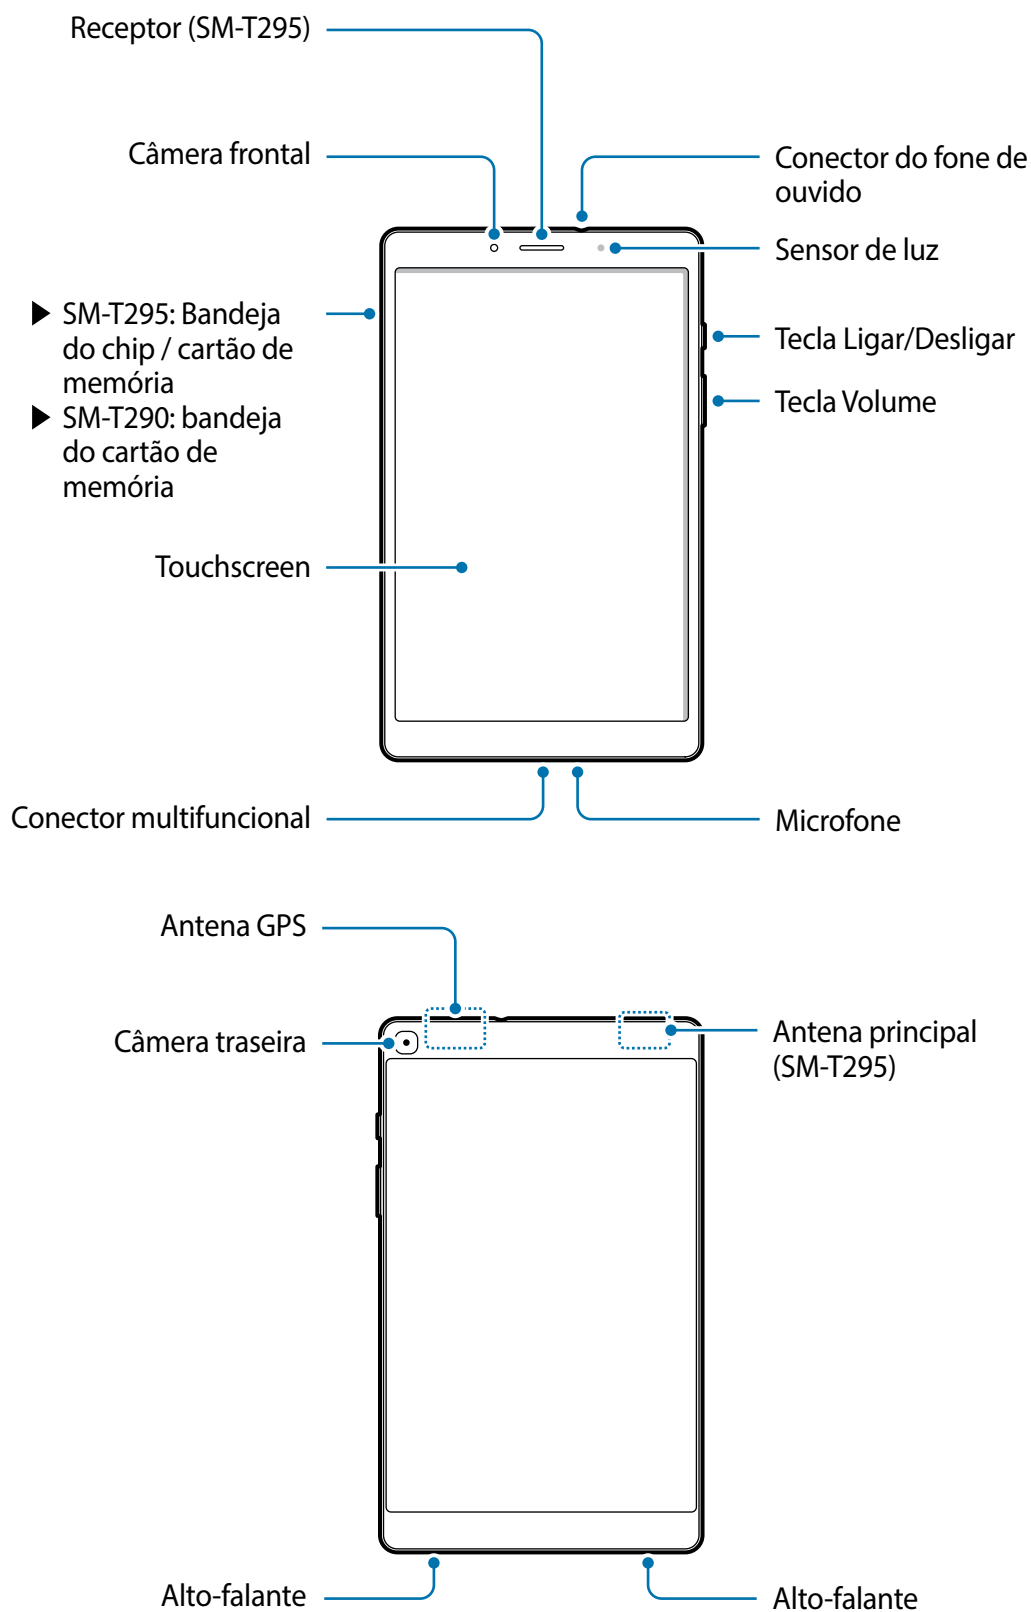 Receptor (SM-T295)
Câmera frontal
Conector do fone de
ouvido
Sensor de luz
SM-T295: Bandeja
do chip / cartão de
memória
SM-T290: bandeja
do cartão de
memória
Tecla Ligar/Desligar
Tecla Volume
Touchscreen
Conector multifuncional
Microfone
Antena GPS
Câmera traseira
Antena principal
(SM-T295)
Alto-falante
Alto-falante